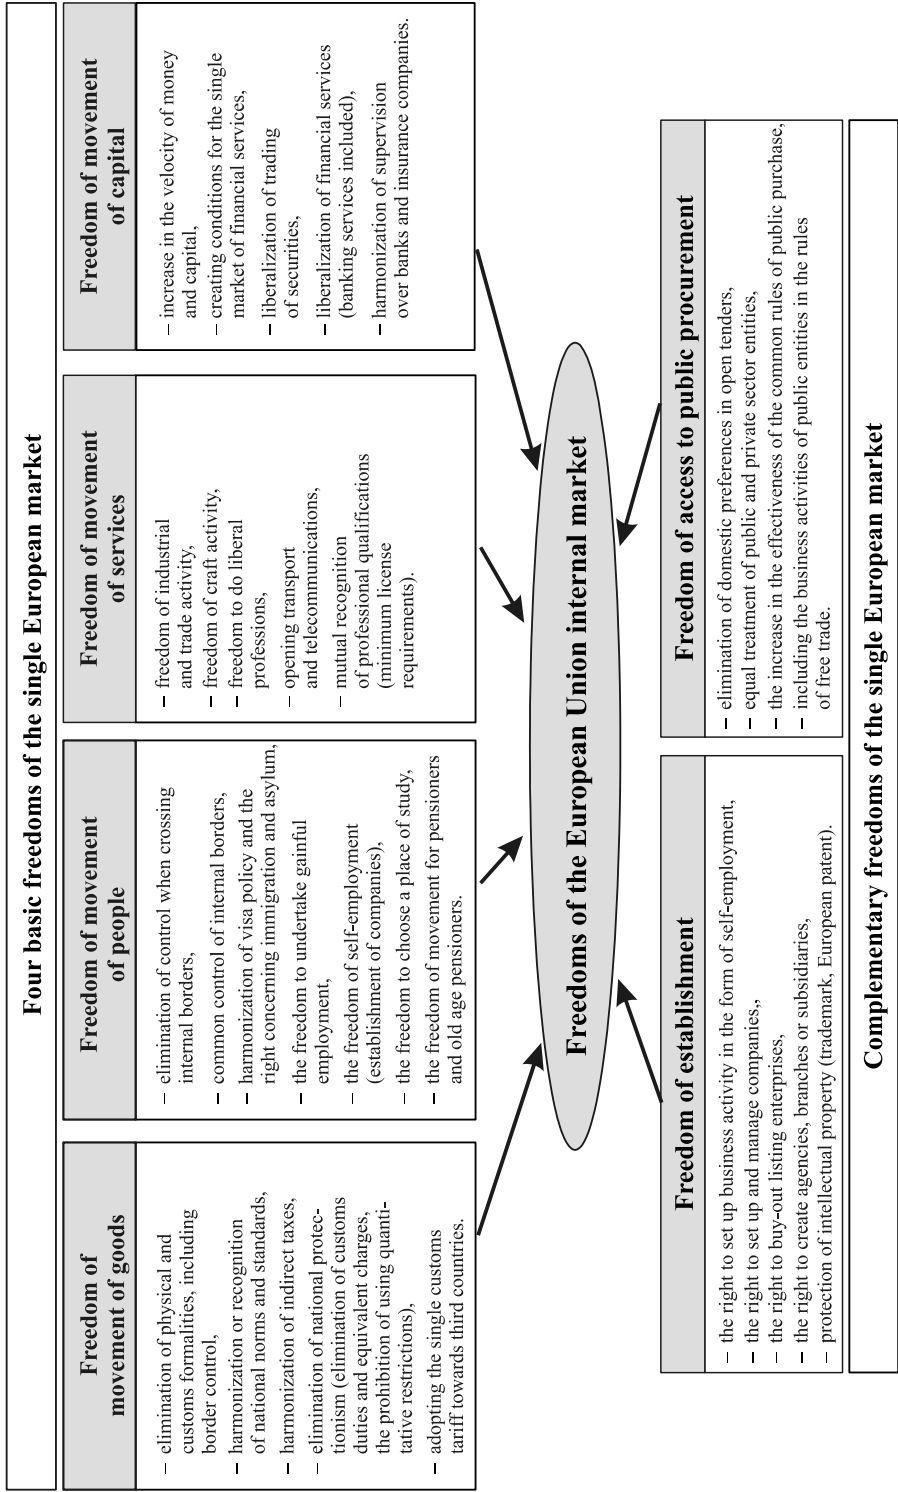 Four basic freedoms of the single European market
Freedom of
movement of goods
– elimination of physical and
customs formalities, including
border control,
– harmonization or recognition
of national norms and standards,
– harmonization of indirect taxes,
– elimination of national protec-
tionism (elimination of customs
duties and equivalent charges,
the prohibition of using quanti-
tative restrictions),
– adopting the single customs
tariff towards third countries.
Freedom of movement
of people
– elimination of control when crossing
internal borders,
– common control of internal borders,
– harmonization of visa policy and the
right concerning immigration and asylum,
– the freedom to undertake gainful
employment,
– the freedom of self-employment
(establishment of companies),
– the freedom to choose a place of study,
– the freedom of movement for pensioners
and old age pensioners.
Freedom of movement
of services
– freedom of industrial
and trade activity,
– freedom of craft activity,
– freedom to do liberal
professions,
– opening transport
and telecommunications,
– mutual recognition
of professional qualifications
(minimum license
requirements).
Freedom of movement
of capital
– increase in the velocity of money
and capital,
– creating conditions for the single
market of financial services,
– liberalization of trading
of securities,
– liberalization of financial services
(banking services included),
– harmonization of supervision
over banks and insurance companies.
Freedoms of the European Union internal market
Freedom of establishment
– the right to set up business activity in the form of self-employment,
– the right to set up and manage companies,,
– the right to buy-out listing enterprises,
– the right to create agencies, branches or subsidiaries,
– protection of intellectual property (trademark, European patent).
Freedom of access to public procurement
– elimination of domestic preferences in open tenders,
– equal treatment of public and private sector entities,
– the increase in the effectiveness of the common rules of public purchase,
– including the business activities of public entities in the rules
of free trade.
Complementary freedoms of the single European market